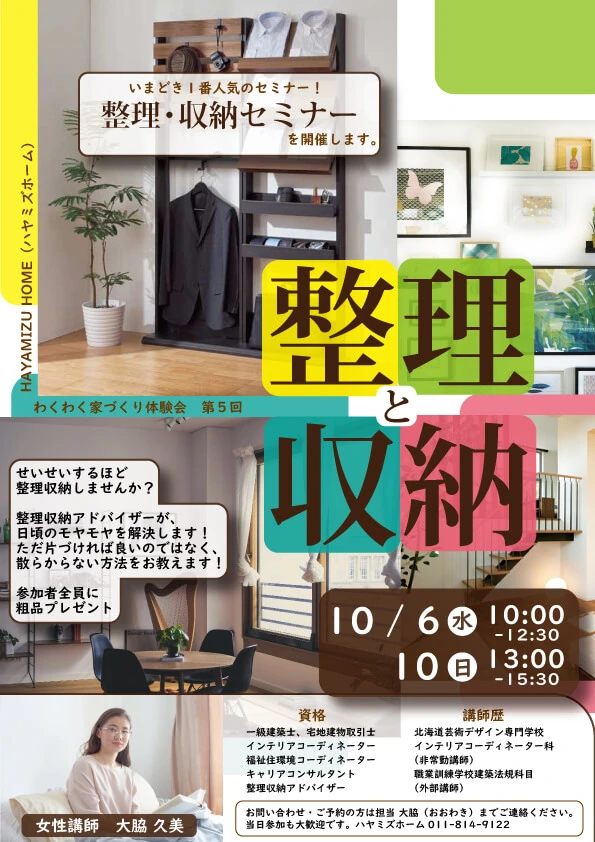 いまどき1番人気のセミナー！
整理・収納セミナー
を開催します。
HAYAMIZU HOME（ハヤミズホーム）
整理
と
収納
わくわく家づくり体験会　第５回
せいせいするほど
整理収納しませんか？
整理収納アドバイザーが、
日頃のモヤモヤを解決します！
ただ片づければ良いのではなく、
散らからない方法をお教えます！
参加者全員に
粗品プレゼント
10 / 6 水 10:00
-12:30
10 日 13:00
-15:30
資格
一級建築士、宅地建物取引士
インテリアコーディネーター
福祉住環境コーディネーター
キャリアコンサルタント
整理収納アドバイザー
講師歴
北海道芸術デザイン専門学校
インテリアコーディネーター科
（非常勤講師）
職業訓練学校建築法規科目
（外部講師）
女性講師　大脇 久美
お問い合わせ・ご予約の方は担当 大脇（おおわき）までご連絡ください。
当日参加も大歓迎です。ハヤミズホーム 011-814-9122